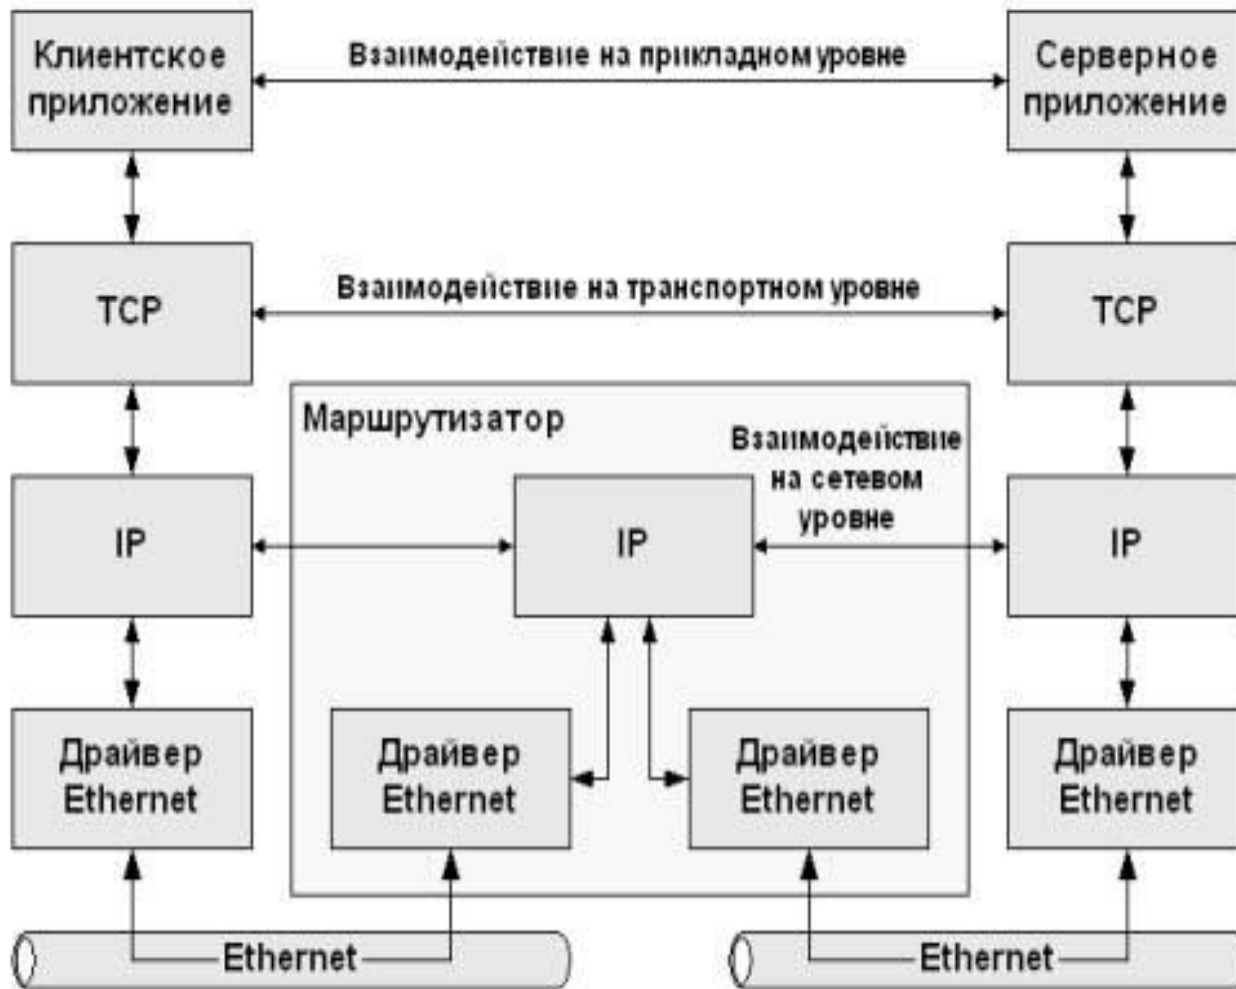 Клиентское
приложение
Взаимодействие на прикладном уровне
Серверное
приложение
TCP
Взаимодействие на транспортном уровне
TCP
Маршрутизатор
Взаимодействие
на сетевом
уровне
IP
IP
IP
Драйвер
Ethernet
Драйвер
Ethernet
Драйвер
Ethernet
Драйвер
Ethernet
Ethernet
Ethernet